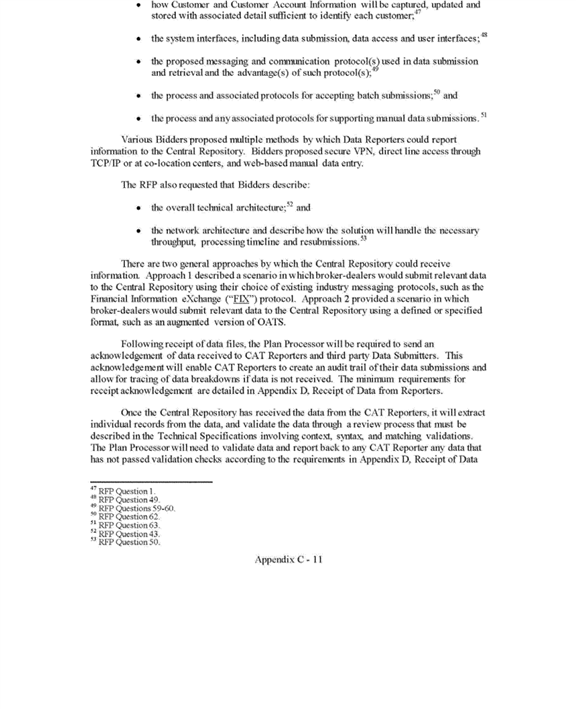 • how Customer and Customer Account Information will be captured, updated and
stored with associated detail sufficient to identify each customer;47
• the system interfaces, including data submission, data access and user interfaces;48
• the proposed messaging and communication protocol(s) used in data submission
and retrieval and the advantage(s) of such protocol(s);49
• the process and associated protocols for accepting batch submissions;50 and
• the process and any associated protocols for supporting manual data submissions.51
Various Bidders proposed multiple methods by which Data Reporters could report
information to the Central Repository. Bidders proposed secure VPN, direct line access through
TCP/IP or at co-location centers, and web-based manual data entry.
The RFP also requested that Bidders describe:
• the overall technical architecture;52 and
• the network architecture and describe how the solution will handle the necessary
throughput, processing timeline and resubmissions.53
There are two general approaches by which the Central Repository could receive
information. Approach 1 described a scenario in which broker-dealers would submit relevant data
to the Central Repository using their choice of existing industry messaging protocols, such as the
Financial Information eXchange ("FIX") protocol. Approach 2 provided a scenario in which
broker-dealers would submit relevant data to the Central Repository using a defined or specified
format, such as an augmented version of OATS.
Following receipt of data files, the Plan Processor will be required to send an
acknowledgement of data received to CAT Reporters and third party Data Submitters. This
acknowledgement will enable CAT Reporters to create an audit trail of their data submissions and
allow for tracing of data breakdowns if data is not received. The minimum requirements for
receipt acknowledgement are detailed in Appendix D, Receipt of Data from Reporters.
Once the Central Repository has received the data from the CAT Reporters, it will extract
individual records from the data, and validate the data through a review process that must be
described in the Technical Specifications involving context, syntax, and matching validations.
The Plan Processor will need to validate data and report back to any CAT Reporter any data that
has not passed validation checks according to the requirements in Appendix D, Receipt of Data
47 RFP Question 1.
48 RFP Question 49.
49 RFP Questions 59-60.
50 RFP Question 62.
51 RFP Question 63.
52 RFP Question 43.
53 RFP Question 50.
Appendix C - 11